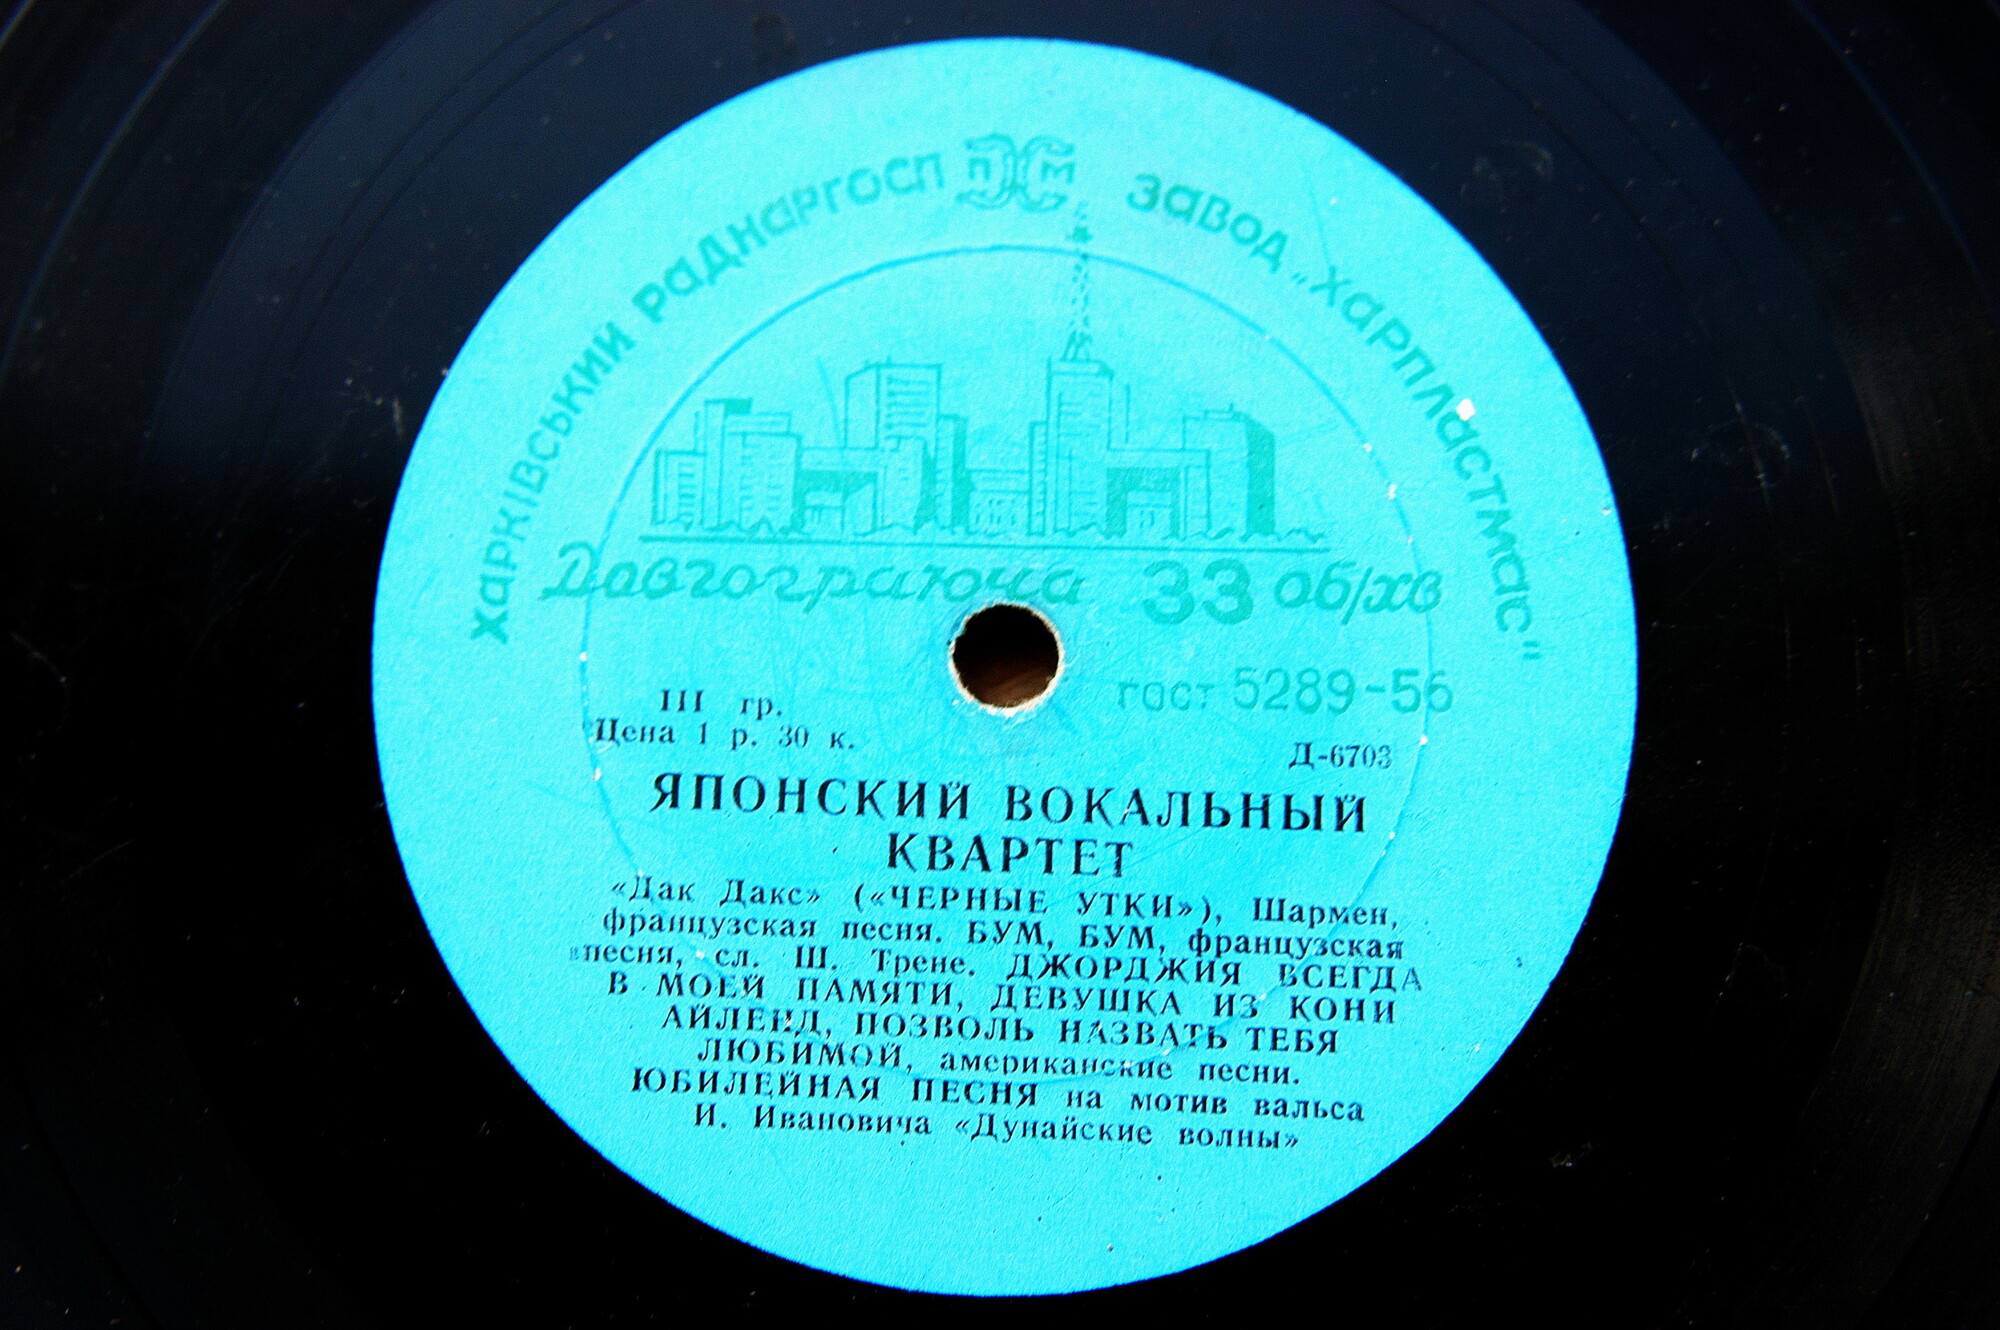 ХАРКІВСЬКИЙ РАДНАРГОСП ПМ ЗАВОД „ХАРПЛАСТМАС"
Довгограюча 33 об/хв
ГОСТ 5289-56
III гр.
Цена 1 р. 30 к.
Д-6703
ЯПОНСКИЙ ВОКАЛЬНЫЙ
КВАРТЕТ
«Дак Дакс» («ЧЕРНЫЕ УТКИ»), Шармен,
французская песня. БУМ, БУМ, французская
песня, сл. Ш. Трене. ДЖОРДЖИЯ ВСЕГДА
В МОЕЙ ПАМЯТИ, ДЕВУШКА ИЗ КОНИ
АЙЛЕНД, ПОЗВОЛЬ НАЗВАТЬ ТЕБЯ
ЛЮБИМОЙ, американские песни.
ЮБИЛЕЙНАЯ ПЕСНЯ на мотив вальса
И. Ивановича «Дунайские волны»